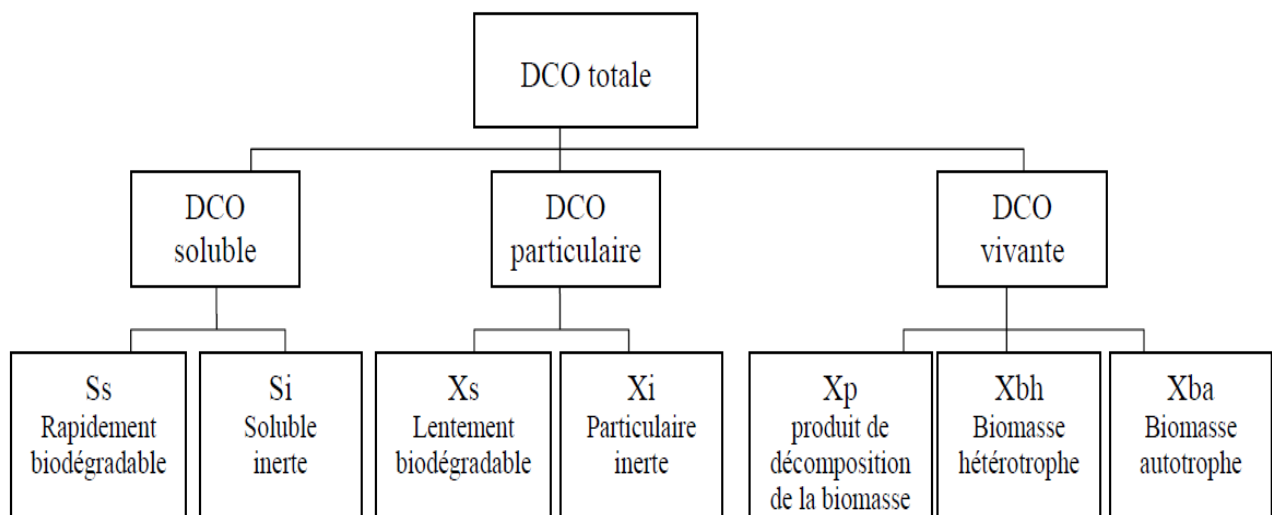 DCO totale
DCO
soluble
DCO
particulaire
DCO
vivante
Ss
Rapidement
biodégradable
Si
Soluble
inerte
Xs
Lentement
biodégradable
Xi
Particulaire
inerte
Xp
produit de
décomposition
de la biomasse
Xbh
Biomasse
hétérotrophe
Xba
Biomasse
autotrophe